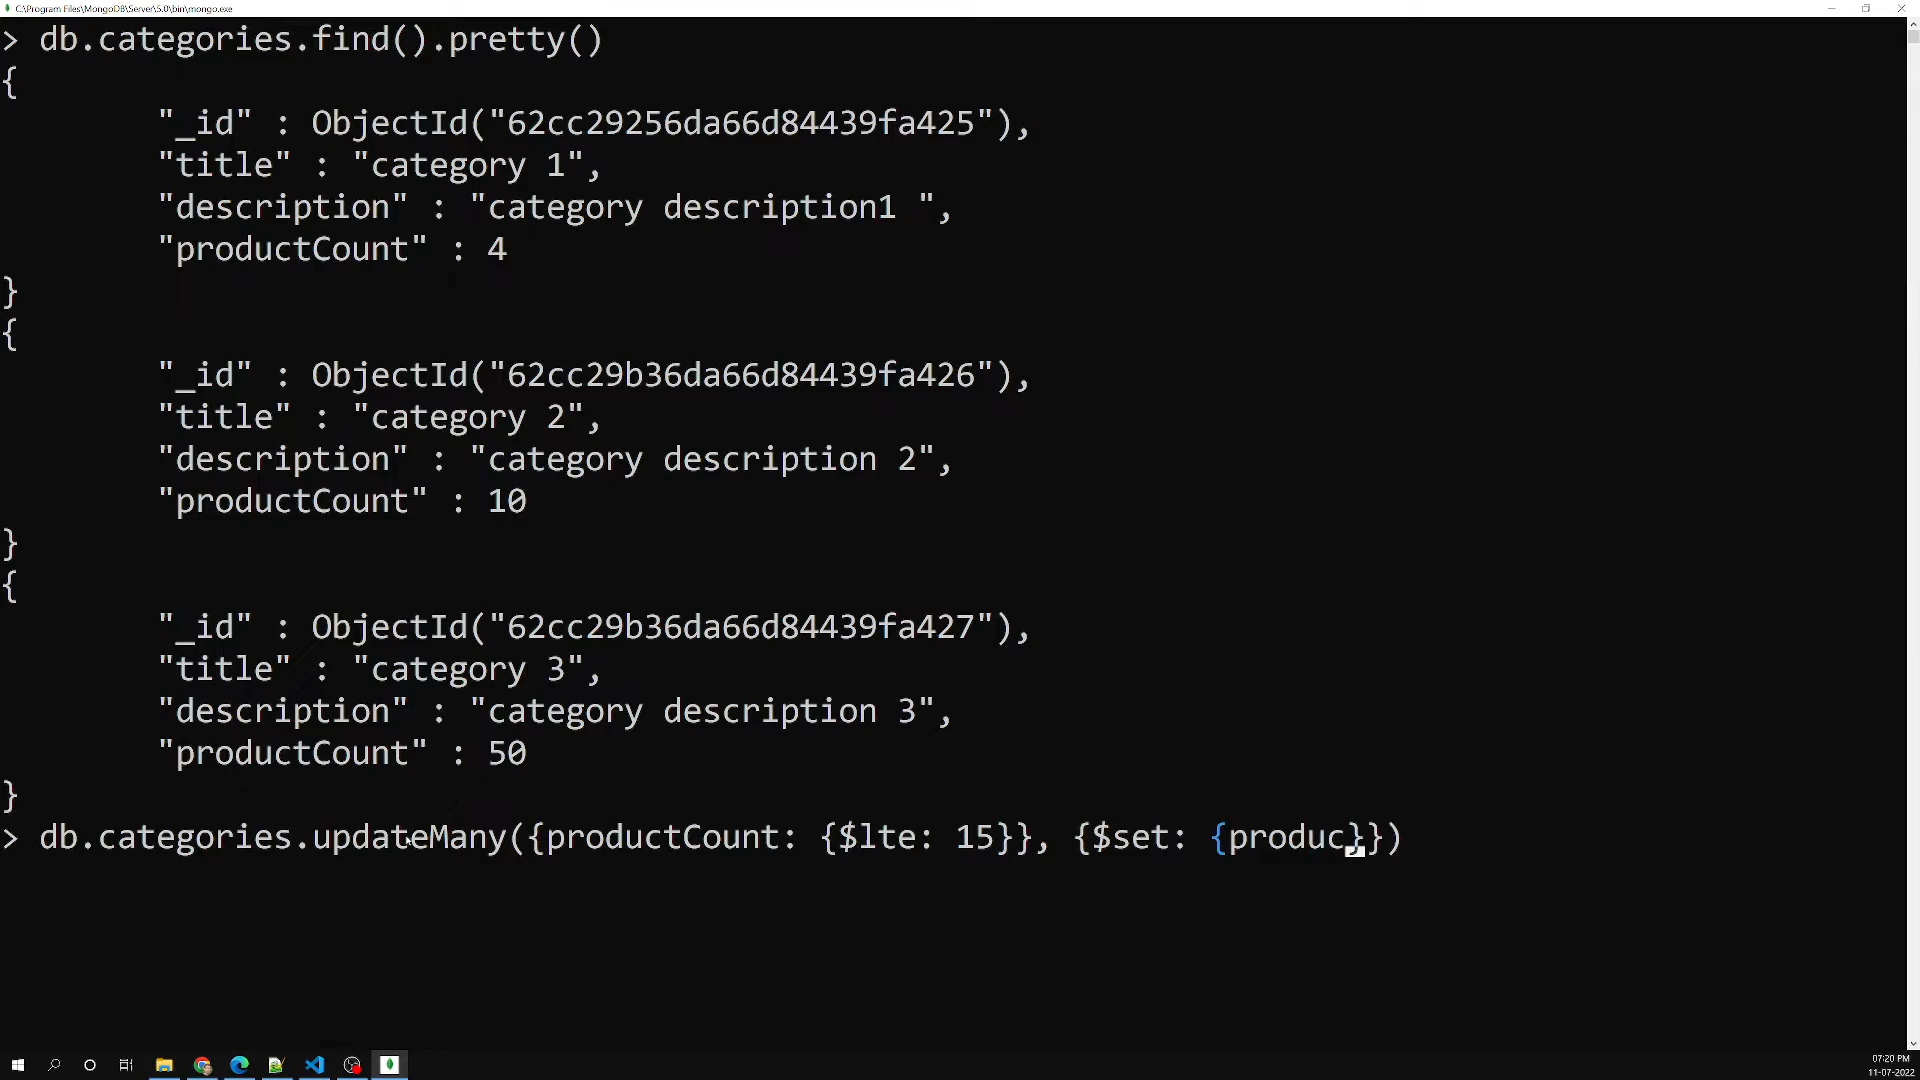 C:\Program Files\MongoDB\Server\5.0\bin\mongo.exe
> db.categories.find().pretty()
{
"_id" : ObjectId("62cc29256da66d84439fa425"),
"title" : "category 1",
"description" : "category description1 ",
"productCount" : 4
}
{
"_id" : ObjectId("62cc29b36da66d84439fa426"),
"title" : "category 2",
"description" : "category description 2",
"productCount" : 10
}
{
"_id" : ObjectId("62cc29b36da66d84439fa427"),
"title" : "category 3",
"description" : "category description 3",
"productCount" : 50
}
> db.categories.updateMany({productCount: {$lte: 15}}, {$set: {produc}})
07:20 PM
11-07-2022